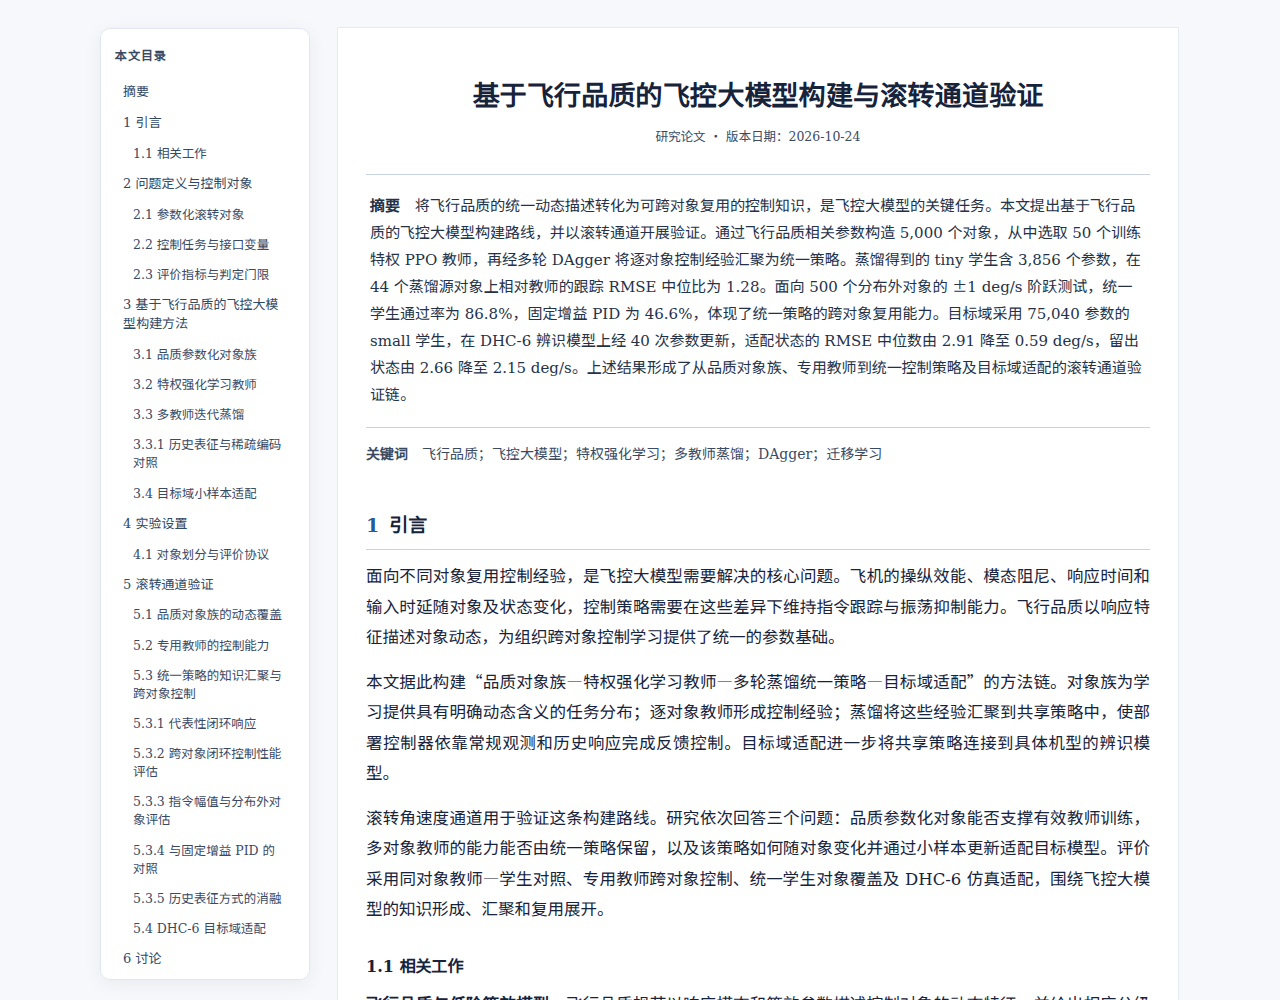 本文目录
摘要
1 引言
1.1 相关工作
2 问题定义与控制对象
2.1 参数化滚转对象
2.2 控制任务与接口变量
2.3 评价指标与判定门限
3 基于飞行品质的飞控大模
型构建方法
3.1 品质参数化对象族
3.2 特权强化学习教师
3.3 多教师迭代蒸馏
3.3.1 历史表征与稀疏编码
对照
3.4 目标域小样本适配
4 实验设置
4.1 对象划分与评价协议
5 滚转通道验证
5.1 品质对象族的动态覆盖
5.2 专用教师的控制能力
5.3 统一策略的知识汇聚与
跨对象控制
5.3.1 代表性闭环响应
5.3.2 跨对象闭环控制性能
评估
5.3.3 指令幅值与分布外对
象评估
5.3.4 与固定增益 PID 的
对照
5.3.5 历史表征方式的消融
5.4 DHC-6 目标域适配
6 讨论
基于飞行品质的飞控大模型构建与滚转通道验证
研究论文 · 版本日期：2026-10-24
摘要 将飞行品质的统一动态描述转化为可跨对象复用的控制知识，是飞控大模型的关键任务。本文提出基于飞行品
质的飞控大模型构建路线，并以滚转通道开展验证。通过飞行品质相关参数构造 5,000 个对象，从中选取 50 个训练
特权 PPO 教师，再经多轮 DAgger 将逐对象控制经验汇聚为统一策略。蒸馏得到的 tiny 学生含 3,856 个参数，在
44 个蒸馏源对象上相对教师的跟踪 RMSE 中位比为 1.28。面向 500 个分布外对象的 ±1 deg/s 阶跃测试，统一
学生通过率为 86.8%，固定增益 PID 为 46.6%，体现了统一策略的跨对象复用能力。目标域采用 75,040 参数的
small 学生，在 DHC-6 辨识模型上经 40 次参数更新，适配状态的 RMSE 中位数由 2.91 降至 0.59 deg/s，留出
状态由 2.66 降至 2.15 deg/s。上述结果形成了从品质对象族、专用教师到统一控制策略及目标域适配的滚转通道验
证链。
关键词 飞行品质；飞控大模型；特权强化学习；多教师蒸馏；DAgger；迁移学习
1 引言
面向不同对象复用控制经验，是飞控大模型需要解决的核心问题。飞机的操纵效能、模态阻尼、响应时间和
输入时延随对象及状态变化，控制策略需要在这些差异下维持指令跟踪与振荡抑制能力。飞行品质以响应特
征描述对象动态，为组织跨对象控制学习提供了统一的参数基础。
本文据此构建“品质对象族—特权强化学习教师—多轮蒸馏统一策略—目标域适配”的方法链。对象族为学
习提供具有明确动态含义的任务分布；逐对象教师形成控制经验；蒸馏将这些经验汇聚到共享策略中，使部
署控制器依靠常规观测和历史响应完成反馈控制。目标域适配进一步将共享策略连接到具体机型的辨识模
型。
滚转角速度通道用于验证这条构建路线。研究依次回答三个问题：品质参数化对象能否支撑有效教师训练，
多对象教师的能力能否由统一策略保留，以及该策略如何随对象变化并通过小样本更新适配目标模型。评价
采用同对象教师—学生对照、专用教师跨对象控制、统一学生对象覆盖及 DHC-6 仿真适配，围绕飞控大模
型的知识形成、汇聚和复用展开。
1.1 相关工作